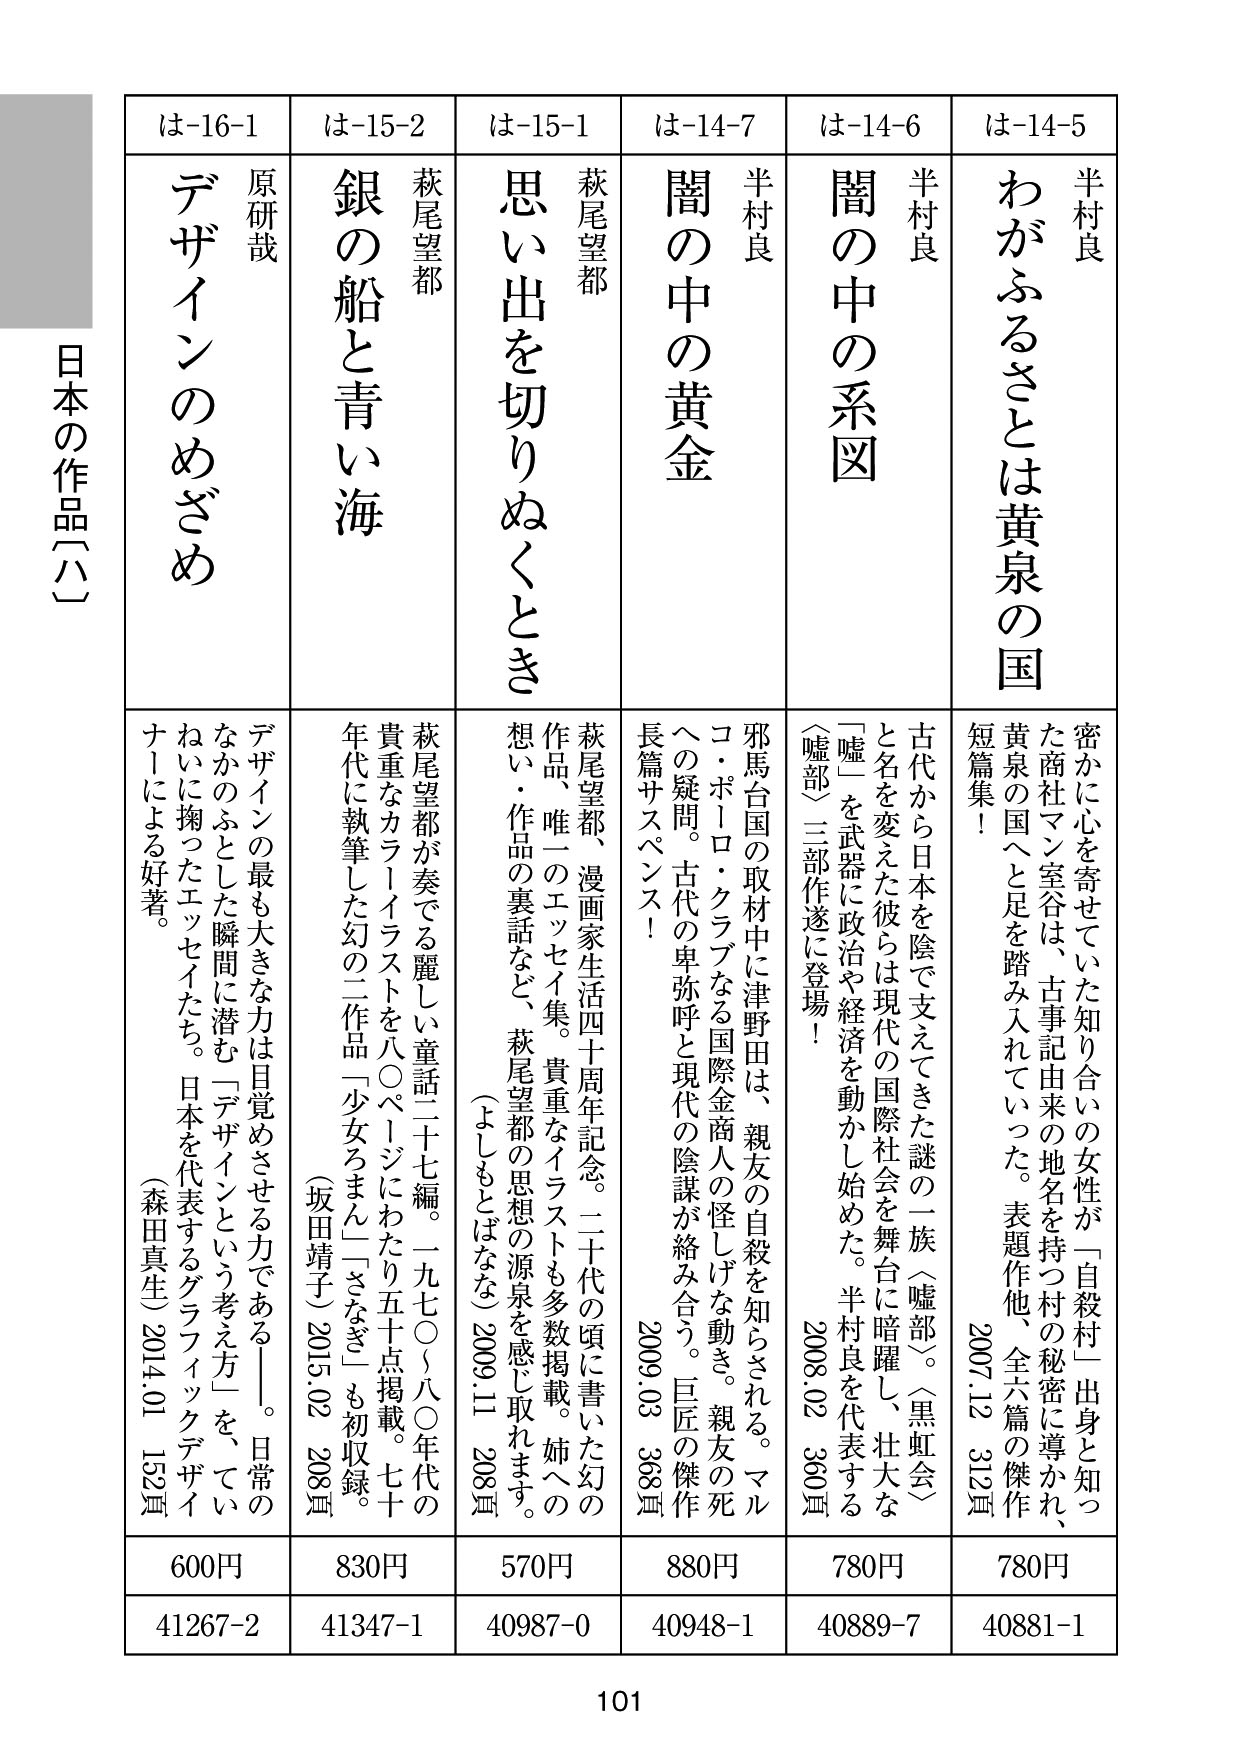 は-14-5
半村良
わがふるさとは黄泉の国
密かに心を寄せていた知り合いの女性が「自殺村」出身と知っ
た商社マン室谷は、古事記由来の地名を持つ村の秘密に導かれ、
黄泉の国へと足を踏み入れていった。表題作他、全六篇の傑作
短篇集！　2007.12　312頁
780円
40881-1
は-14-6
半村良
闇の中の系図
古代から日本を陰で支えてきた謎の一族〈嘘部〉。〈黒虹会〉
と名を変えた彼らは現代の国際社会を舞台に暗躍し、壮大な
「嘘」を武器に政治や経済を動かし始めた。半村良を代表する
〈嘘部〉三部作遂に登場！　2008.02　360頁
780円
40889-7
は-14-7
半村良
闇の中の黄金
邪馬台国の取材中に津野田は、親友の自殺を知らされる。マル
コ・ポーロ・クラブなる国際金商人の怪しげな動き。親友の死
への疑問。古代の卑弥呼と現代の陰謀が絡み合う。巨匠の傑作
長篇サスペンス！　2009.03　368頁
880円
40948-1
は-15-1
萩尾望都
思い出を切りぬくとき
萩尾望都、漫画家生活四十周年記念。二十代の頃に書いた幻の
作品、唯一のエッセイ集。貴重なイラストも多数掲載。姉への
想い・作品の裏話など、萩尾望都の思想の源泉を感じ取れます。
（よしもとばなな）2009.11　208頁
570円
40987-0
は-15-2
萩尾望都
銀の船と青い海
萩尾望都が奏でる麗しい童話二十七編。一九七〇～八〇年代の
貴重なカラーイラストを八〇ページにわたり五十点掲載。七十
年代に執筆した幻の二作品「少女ろまん」「さなぎ」も初収録。
（坂田靖子）2015.02　208頁
830円
41347-1
は-16-1
原研哉
デザインのめざめ
デザインの最も大きな力は目覚めさせる力である――。日常の
なかのふとした瞬間に潜む「デザインという考え方」を、てい
ねいに掬ったエッセイたち。日本を代表するグラフィックデザイ
ナーによる好著。　（森田真生）2014.01　152頁
600円
41267-2
日本の作品〔ハ〕
101